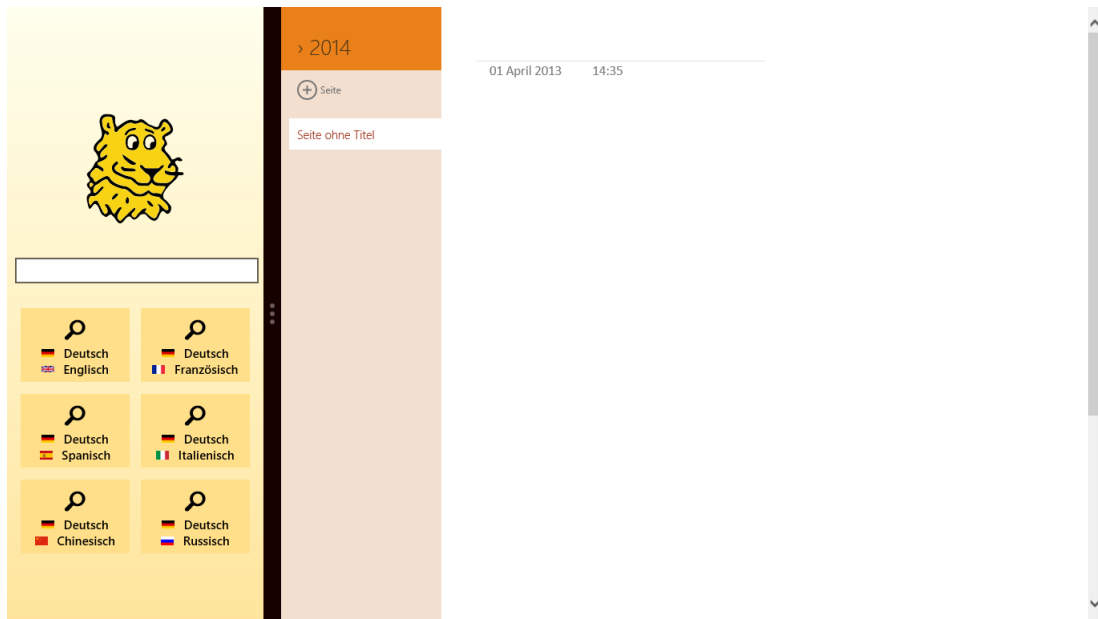 Deutsch
Englisch
Deutsch
Französisch
Deutsch
Spanisch
Deutsch
Italienisch
Deutsch
Chinesisch
Deutsch
Russisch
› 2014
Seite
Seite ohne Titel
01 April 2013 14:35